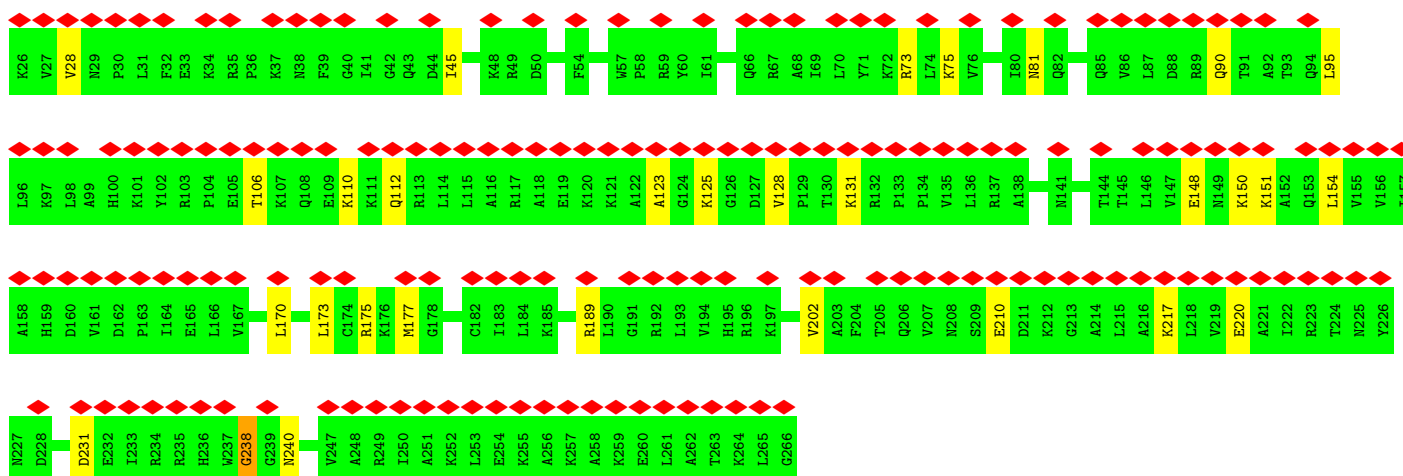 K26 V27 V28 N29 P30 L31 F32 E33 K34 R35 P36 K37 N38 F39 G40 I41 G42 Q43 D44 I45 K48 R49 D50 F54 W57 P58 R59 Y60 I61 Q66 R67 A68 I69 L70 Y71 K72 R73 L74 K75 V76 I80 N81 Q82 Q85 V86 L87 D88 R89 Q90 T91 A92 T93 Q94 L95
L96 K97 L98 A99 H100 K101 Y102 R103 P104 E105 T106 K107 Q108 E109 K110 K111 Q112 R113 L114 L115 A116 R117 A118 E119 K120 K121 A122 A123 G124 K125 G126 D127 V128 P129 T130 K131 R132 P133 P134 V135 L136 R137 A138 N141 T144 T145 L146 V147 E148 N149 K150 K151 A152 Q153 L154 V155 V156 I157
A158 H159 D160 V161 D162 P163 I164 E165 L166 V167 L170 L173 C174 R175 K176 M177 G178 C182 I183 L184 K185 R189 L190 G191 R192 L193 V194 H195 R196 K197 V202 A203 F204 T205 Q206 V207 N208 S209 E210 D211 K212 G213 A214 L215 A216 K217 L218 V219 E220 A221 I222 R223 T224 N225 Y226
N227 D228 D231 E232 I233 R234 R235 H236 W237 G238 G239 N240 V247 A248 R249 I250 A251 K252 L253 E254 K255 A256 K257 A258 K259 E260 L261 A262 T263 K264 L265 G266